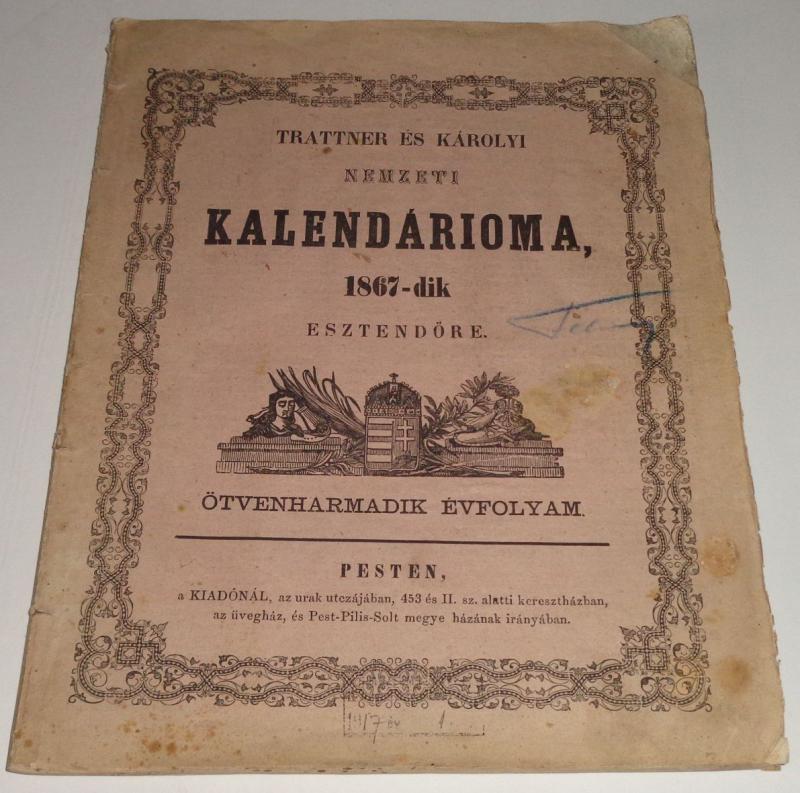 TRATTNER ÉS KÁROLYI
NEMZETI
KALENDÁRIOMA,
1867-dik
ESZTENDŐRE.
ÖTVENHARMADIK ÉVFOLYAM.
PESTEN,
a KIADÓNÁL, az urak utczájában, 453 és II. sz. alatti keresztházban,
az üvegház, és Pest-Pilis-Solt megye házának irányában.